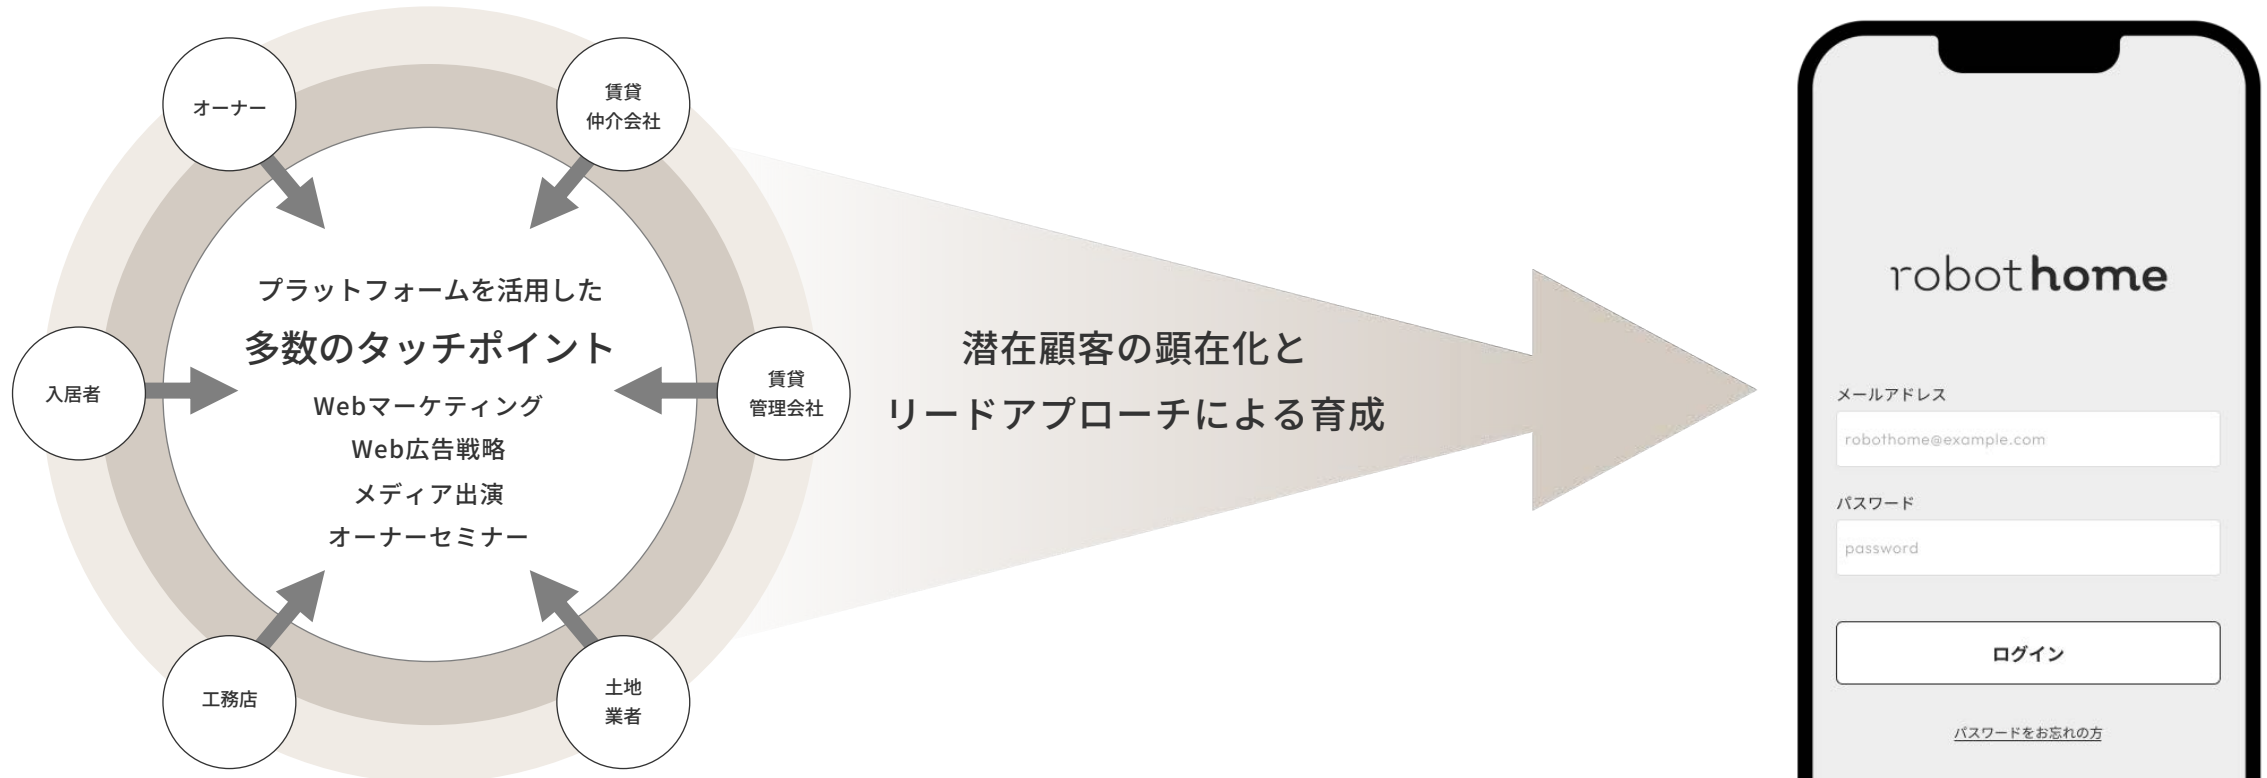 オーナー
賃貸
仲介会社
入居者
賃貸
管理会社
工務店
土地
業者
プラットフォームを活用した
多数のタッチポイント
Webマーケティング
Web広告戦略
メディア出演
オーナーセミナー
潜在顧客の顕在化と
リードアプローチによる育成
robot home
メールアドレス
robothome@example.com
パスワード
password
ログイン
パスワードをお忘れの方